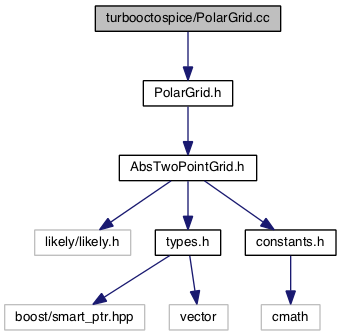 turbooctospice/PolarGrid.cc
PolarGrid.h
AbsTwoPointGrid.h
likely/likely.h
types.h
constants.h
boost/smart_ptr.hpp
vector
cmath